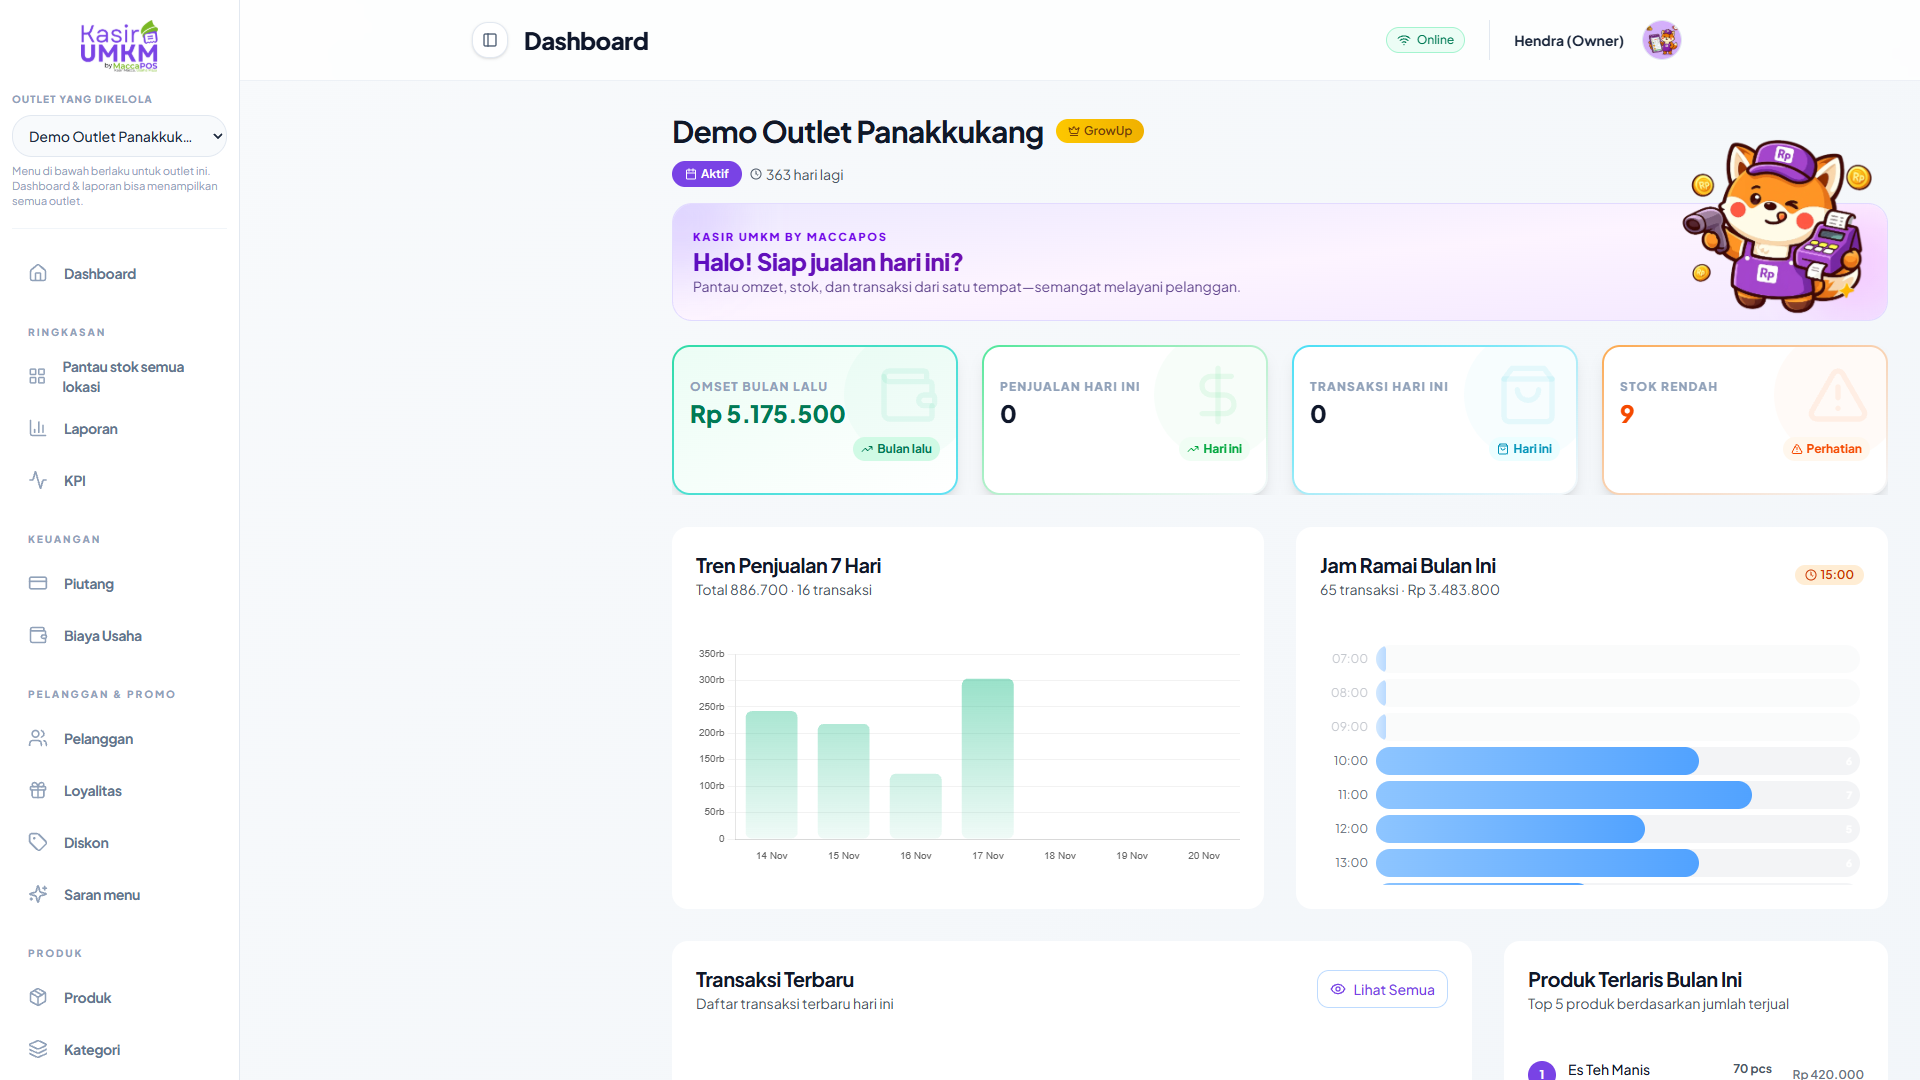 Kasir
UMKM
by MaccaPOS
OUTLET YANG DIKELOLA
Demo Outlet Panakkuk...
Menu di bawah berlaku untuk outlet ini.
Dashboard & laporan bisa menampilkan
semua outlet.
Dashboard
RINGKASAN
Pantau stok semua
lokasi
Laporan
KPI
KEUANGAN
Piutang
Biaya Usaha
PELANGGAN & PROMO
Pelanggan
Loyalitas
Diskon
Saran menu
PRODUK
Produk
Kategori
Dashboard
Online
Hendra (Owner)
Demo Outlet Panakkukang
GrowUp
Aktif
363 hari lagi
KASIR UMKM BY MACCAPOS
Halo! Siap jualan hari ini?
Pantau omzet, stok, dan transaksi dari satu tempat—semangat melayani pelanggan.
Rp
Rp
Rp
Rp
OMSET BULAN LALU
Rp 5.175.500
Bulan lalu
PENJUALAN HARI INI
0
Hari ini
TRANSAKSI HARI INI
0
Hari ini
STOK RENDAH
9
Perhatian
Tren Penjualan 7 Hari
Total 886.700 · 16 transaksi
350rb
300rb
250rb
200rb
150rb
100rb
50rb
0
14 Nov 15 Nov 16 Nov 17 Nov 18 Nov 19 Nov 20 Nov
Jam Ramai Bulan Ini
65 transaksi · Rp 3.483.800
15:00
07:00
08:00
09:00
10:00 6
11:00 7
12:00 5
13:00 6
Transaksi Terbaru
Daftar transaksi terbaru hari ini
Lihat Semua
Produk Terlaris Bulan Ini
Top 5 produk berdasarkan jumlah terjual
1 Es Teh Manis 70 pcs Rp 420.000